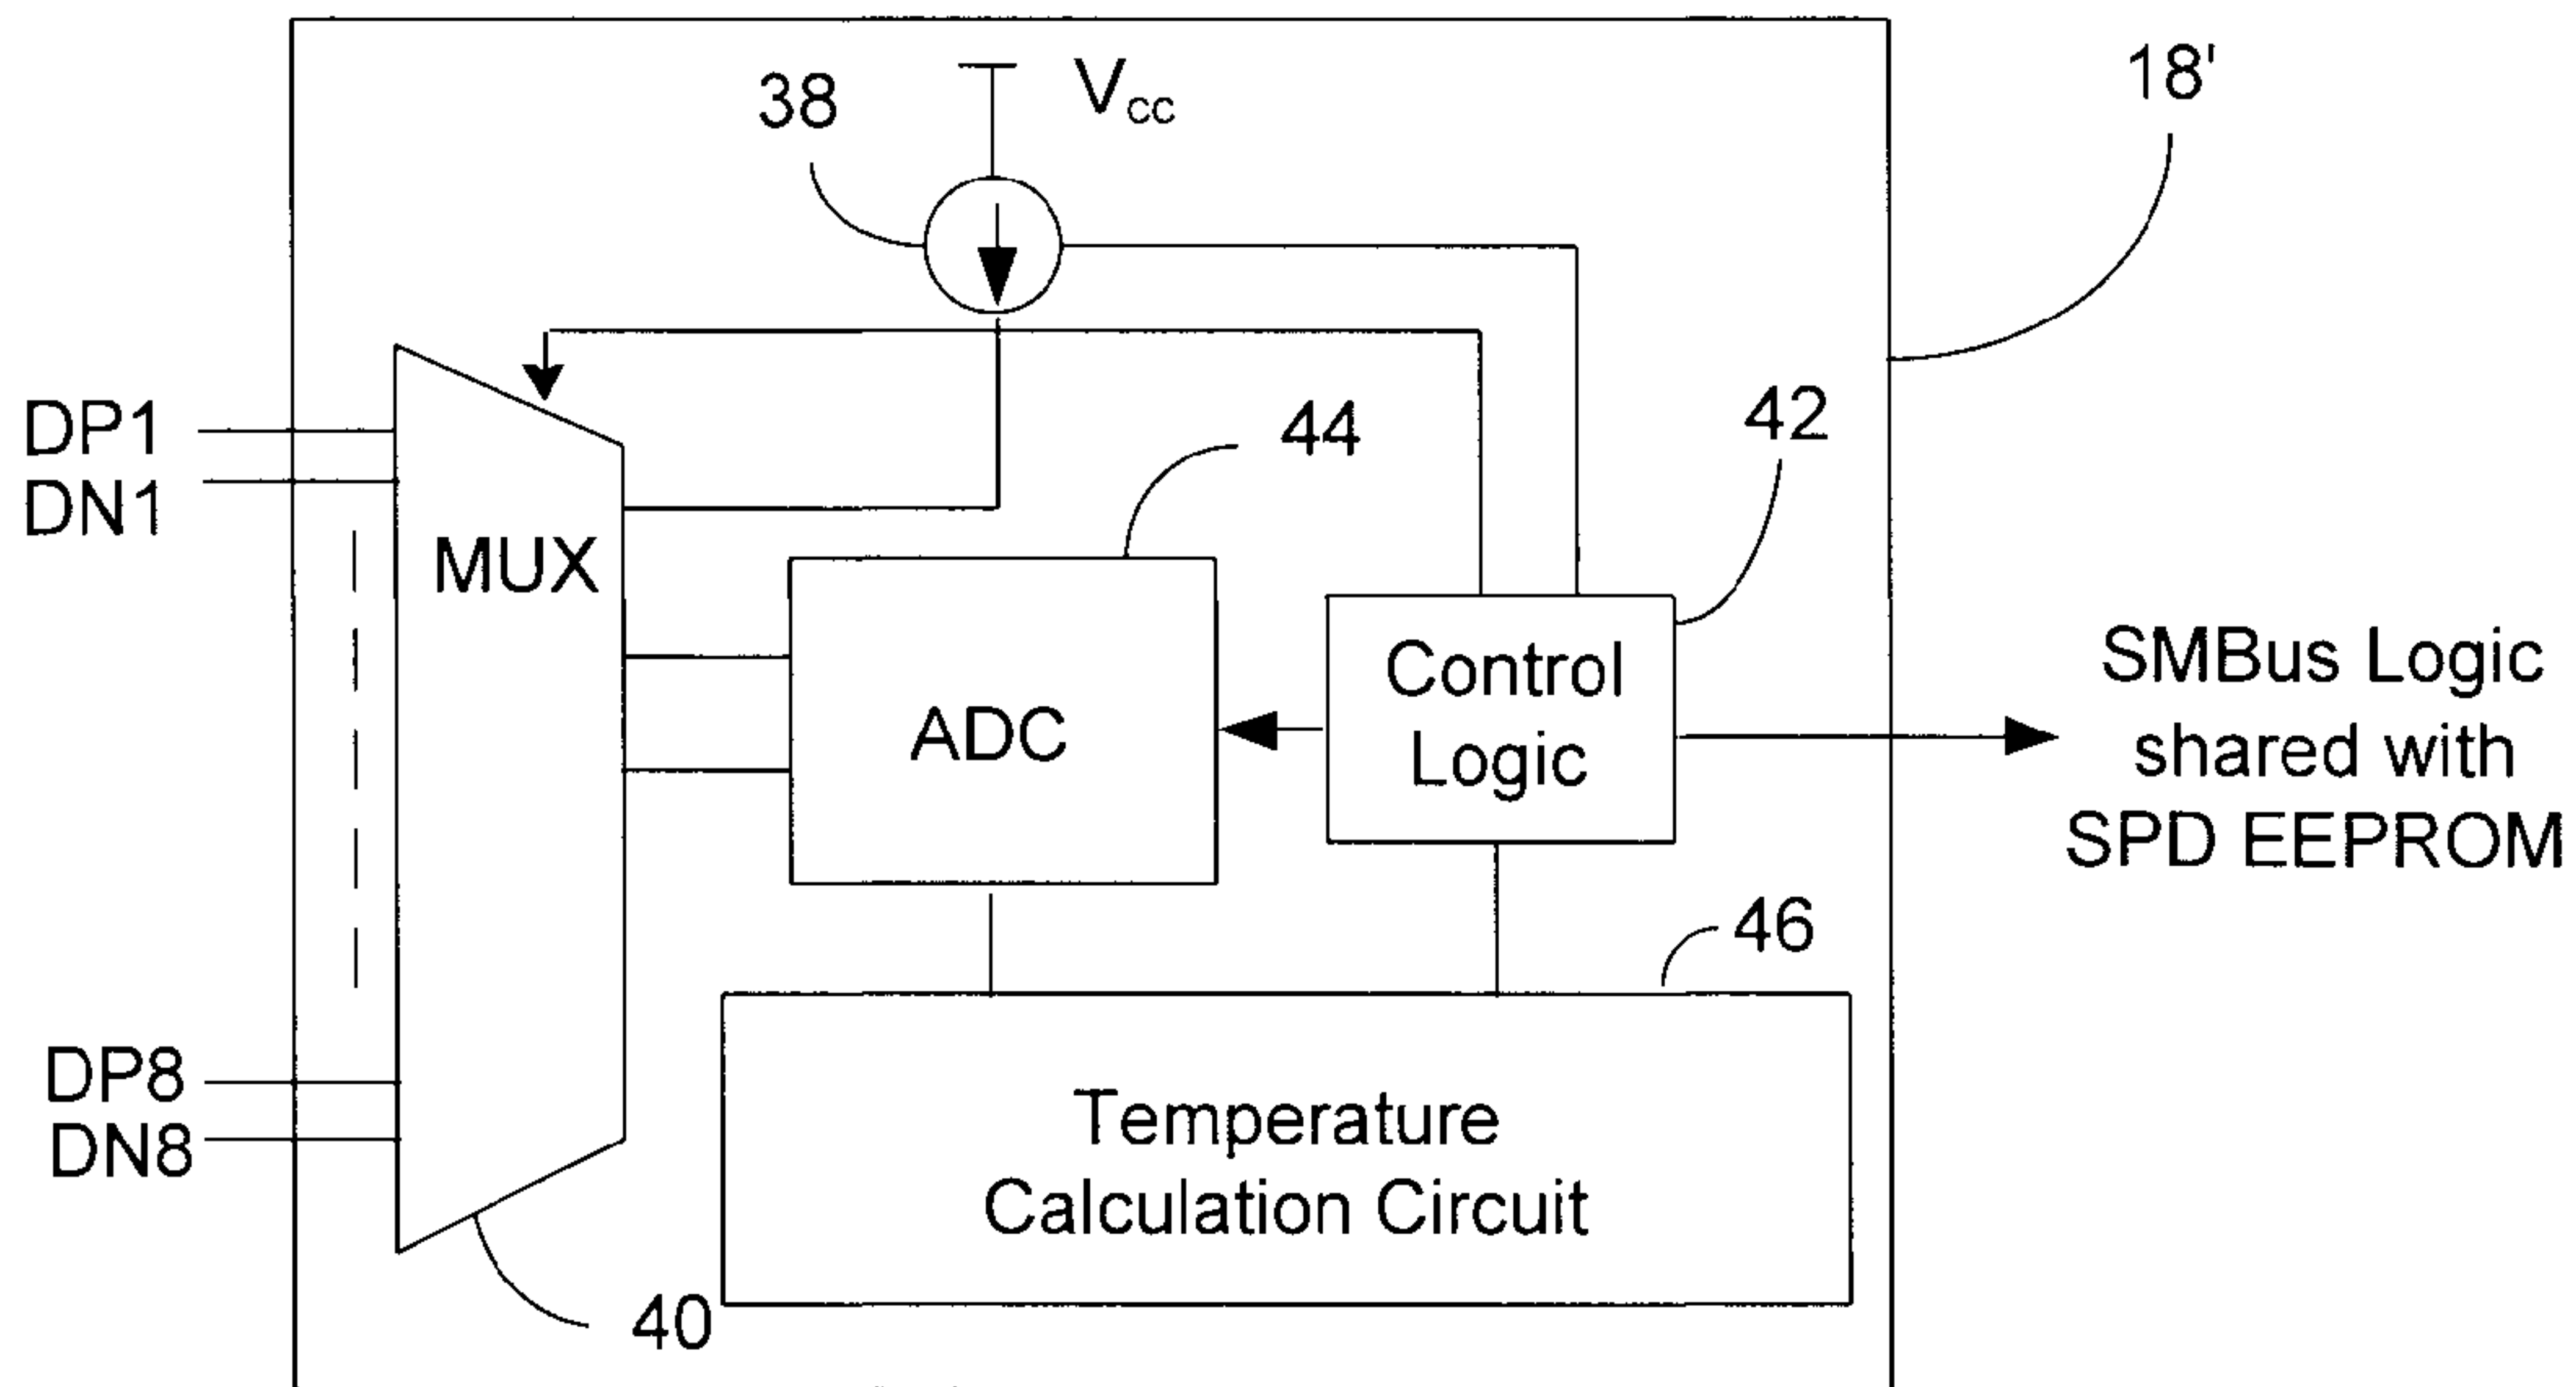 18'
38
Vcc
DP1
DN1
MUX
44
42
ADC
Control
Logic
SMBus Logic
shared with
SPD EEPROM
46
DP8
DN8
Temperature
Calculation Circuit
40